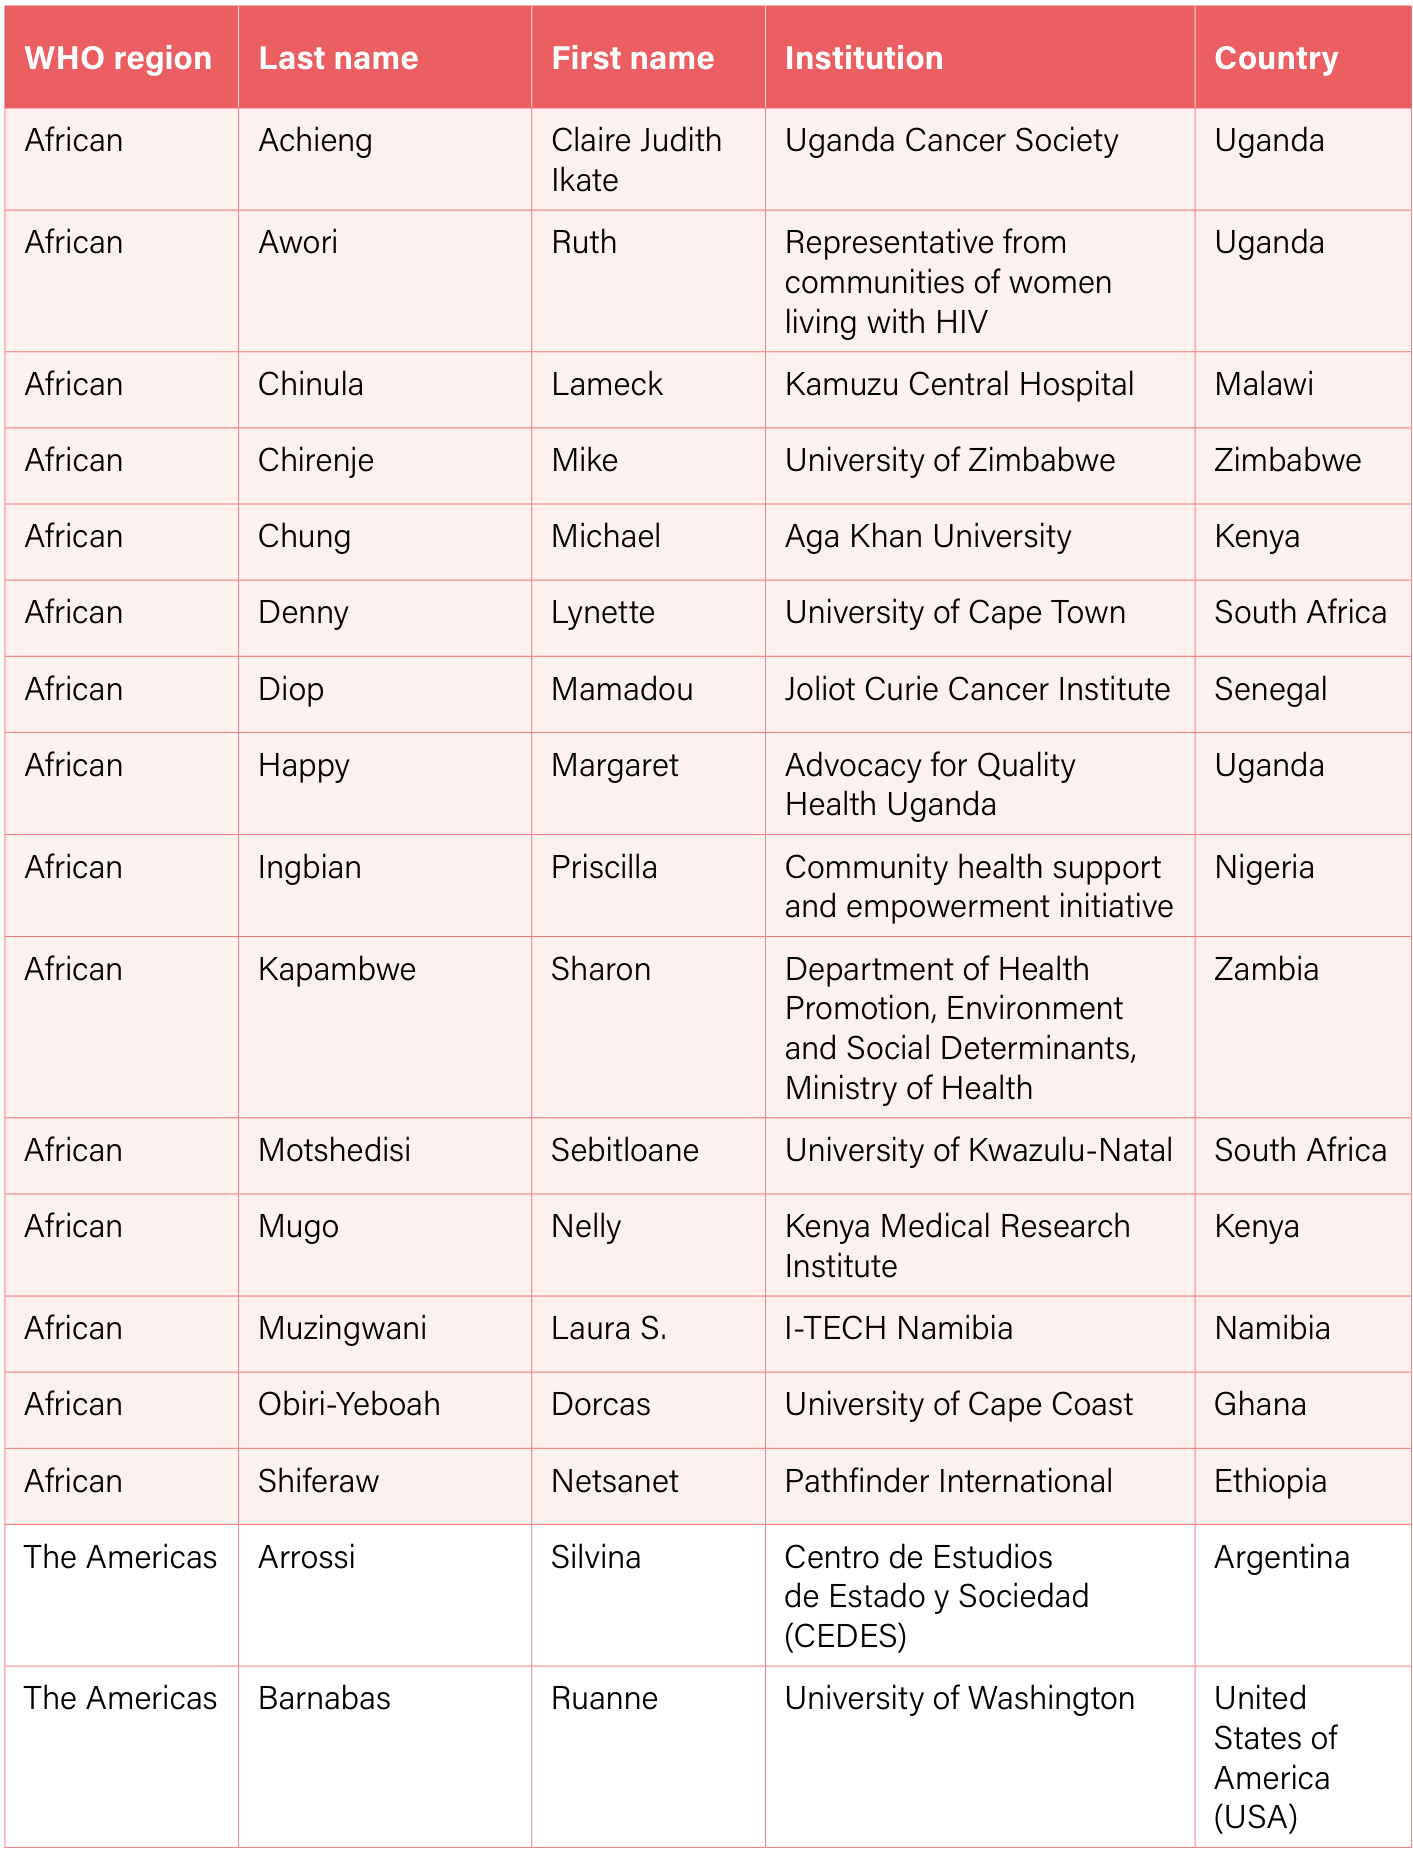 WHO region Last name First name Institution Country
African Achieng Claire Judith Uganda Cancer Society Uganda
Ikate
African Awori Ruth Representative from Uganda
communities of women
living with HIV
African Chinula Lameck Kamuzu Central Hospital Malawi
African Chirenje Mike University of Zimbabwe Zimbabwe
African Chung Michael Aga Khan University Kenya
African Denny Lynette University of Cape Town South Africa
African Diop Mamadou Joliot Curie Cancer Institute Senegal
African Happy Margaret Advocacy for Quality Uganda
Health Uganda
African Ingbian Priscilla Community health support Nigeria
and empowerment initiative
African Kapambwe Sharon Department of Health Zambia
Promotion, Environment
and Social Determinants,
Ministry of Health
African Motshedisi Sebitloane University of Kwazulu-Natal South Africa
African Mugo Nelly Kenya Medical Research Kenya
Institute
African Muzingwani Laura S. I-TECH Namibia Namibia
African Obiri-Yeboah Dorcas University of Cape Coast Ghana
African Shiferaw Netsanet Pathfinder International Ethiopia
The Americas Arrossi Silvina Centro de Estudios Argentina
de Estado y Sociedad
(CEDES)
The Americas Barnabas Ruanne University of Washington United
States of
America
(USA)